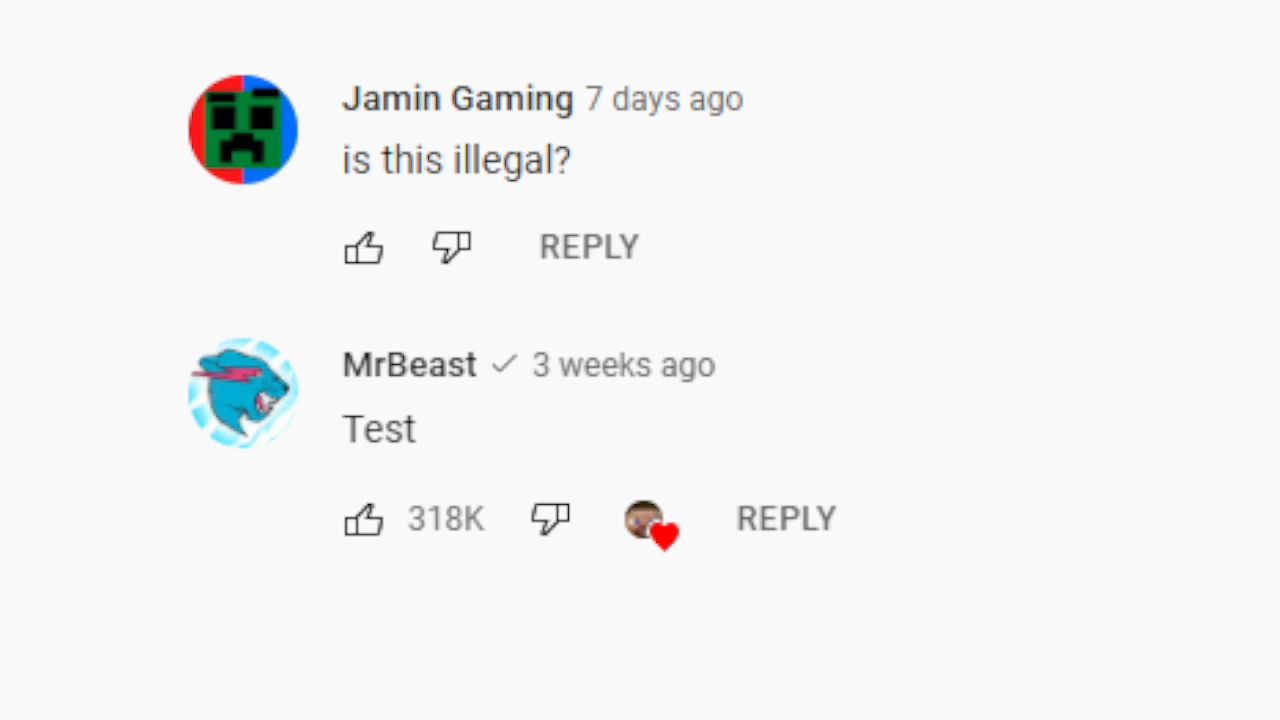 Jamin Gaming 7 days ago
is this illegal?
REPLY
MrBeast 3 weeks ago
Test
318K REPLY